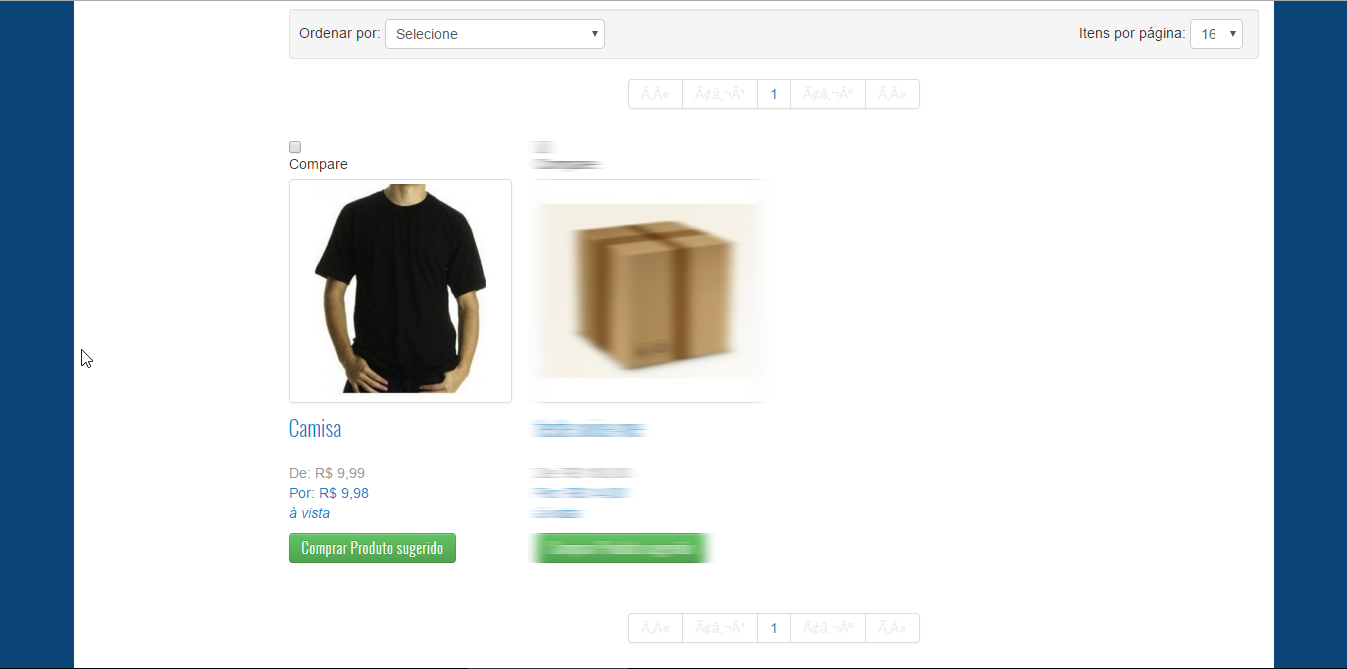 Ordenar por: Selecione Itens por página: 16
Ã‚Â« Ã¢â‚¬Â¹ 1 Ã¢â‚¬Âº Ã‚Â»
Compare
Camisa
De: R$ 9,99
Por: R$ 9,98
à vista
Comprar Produto sugerido
Ã‚Â« Ã¢â‚¬Â¹ 1 Ã¢â‚¬Âº Ã‚Â»